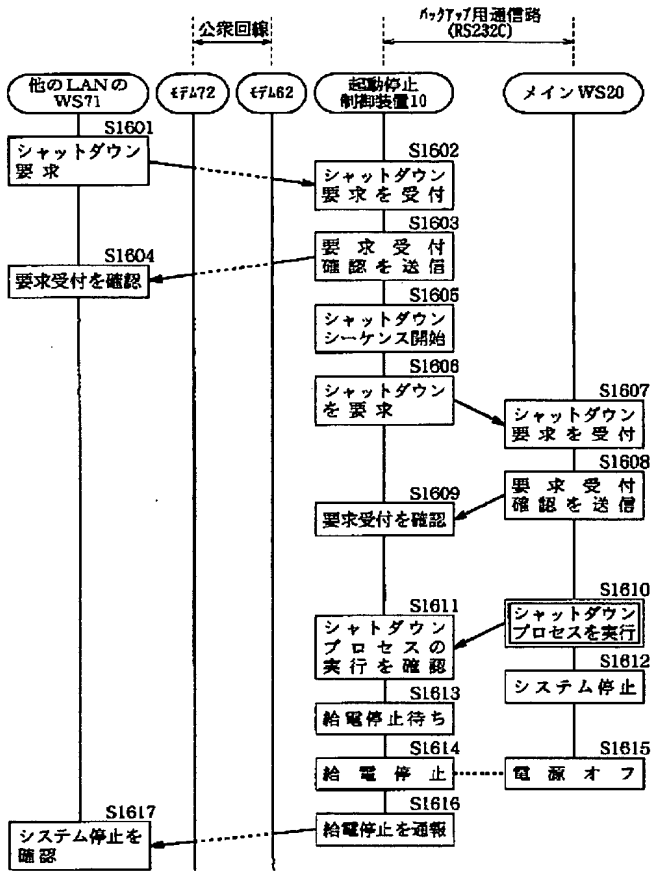 公衆回線
バックアップ用通信路
(RS232C)
他のLANの
WS71
モデム72
モデム62
起動停止
制御装置10
メインWS20
S1601
シャットダウン
要求
S1602
シャットダウン
要求を受付
S1603
要求受付
確認を送信
S1604
要求受付を確認
S1605
シャットダウン
シーケンス開始
S1606
シャットダウン
を要求
S1607
シャットダウン
要求を受付
S1608
要求受付
確認を送信
S1609
要求受付を確認
S1610
シャットダウン
プロセスを実行
S1611
シャトダウン
プロセスの
実行を確認
S1612
システム停止
S1613
給電停止待ち
S1614
給電停止
S1615
電源オフ
S1616
給電停止を通報
S1617
システム停止を
確認